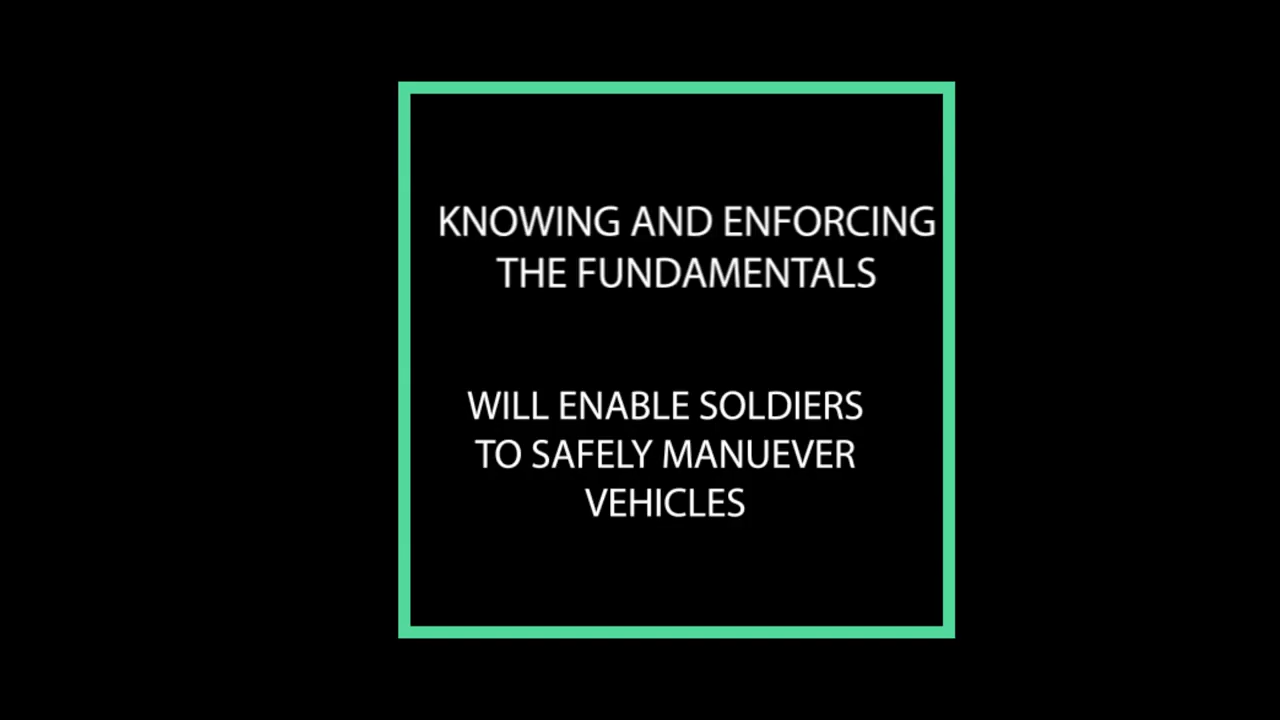 KNOWING AND ENFORCING
THE FUNDAMENTALS
WILL ENABLE SOLDIERS
TO SAFELY MANUEVER
VEHICLES